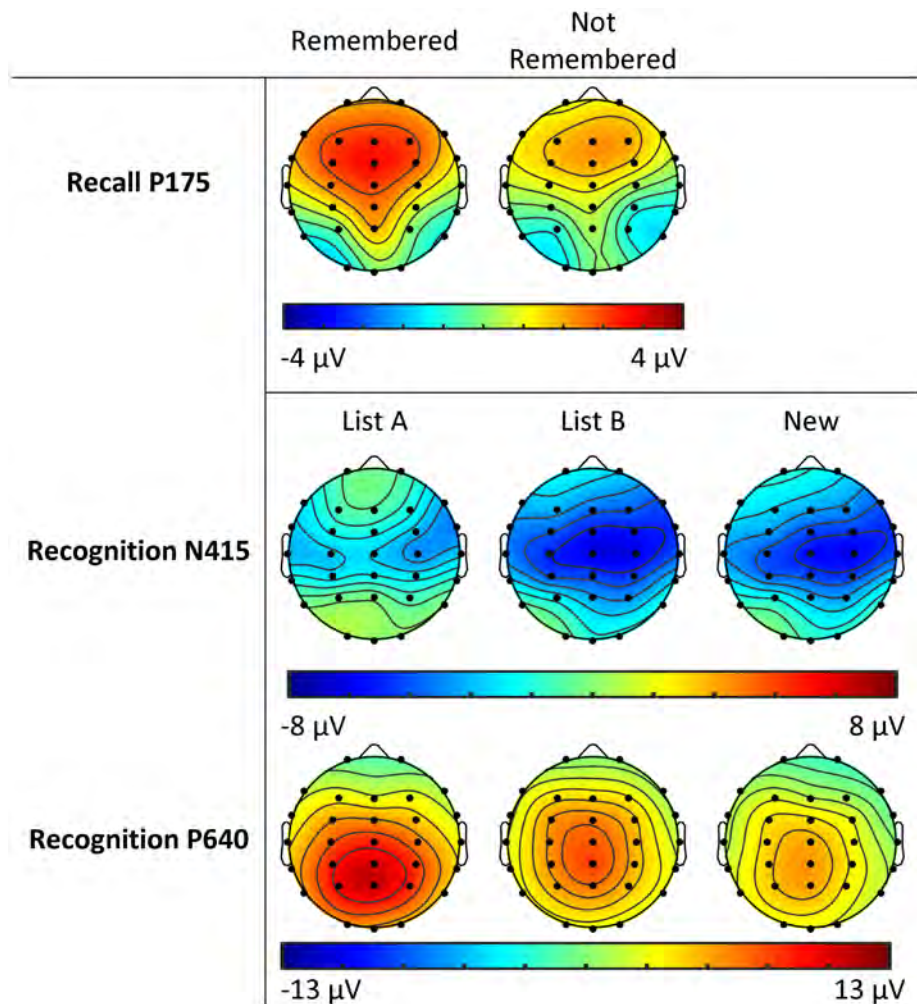 Remembered
Not
Remembered
Recall P175
-4 µV
4 µV
List A
List B
New
Recognition N415
-8 µV
8 µV
Recognition P640
-13 µV
13 µV